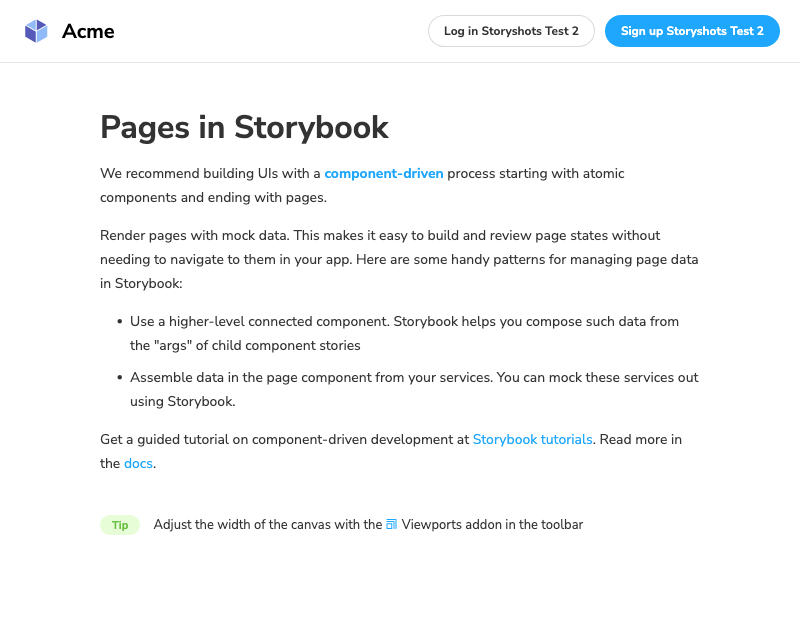 Acme
Log in Storyshots Test 2
Sign up Storyshots Test 2
Pages in Storybook
We recommend building UIs with a component-driven process starting with atomic
components and ending with pages.
Render pages with mock data. This makes it easy to build and review page states without
needing to navigate to them in your app. Here are some handy patterns for managing page data
in Storybook:
• Use a higher-level connected component. Storybook helps you compose such data from
the "args" of child component stories
• Assemble data in the page component from your services. You can mock these services out
using Storybook.
Get a guided tutorial on component-driven development at Storybook tutorials. Read more in
the docs.
Tip Adjust the width of the canvas with the Viewports addon in the toolbar